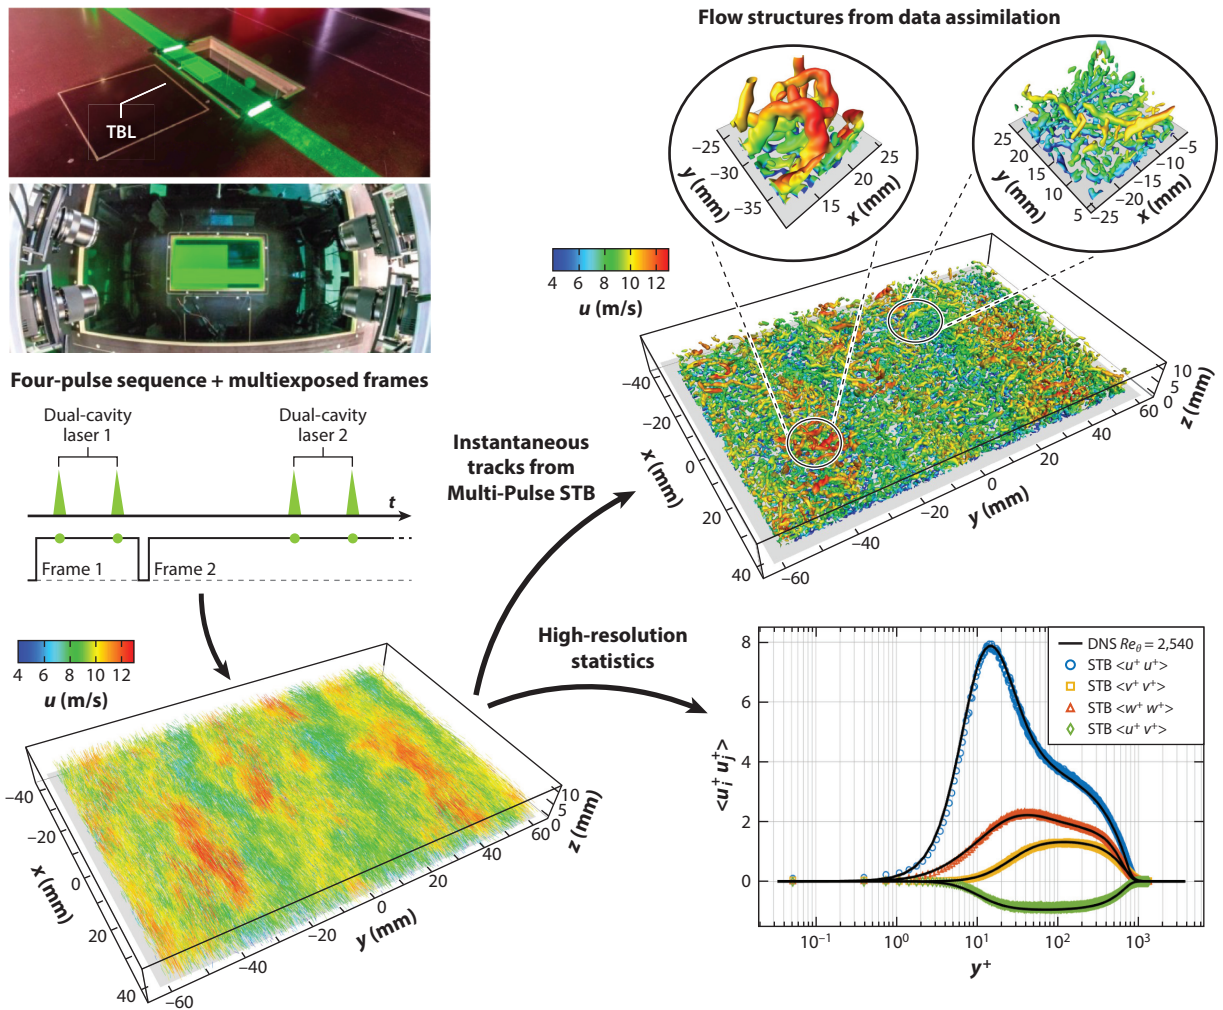 TBL
Four-pulse sequence + multiexposed frames
Dual-cavity
laser 1
Dual-cavity
laser 2
t
Frame 1
Frame 2
4 6 8 10 12
u (m/s)
−40
−20
0
20
40
x (mm)
−60
−40
−20
0
20
40
60
y (mm)
0
5
10
z (mm)
Instantaneous
tracks from
Multi-Pulse STB
High-resolution
statistics
Flow structures from data assimilation
−25
−30
−35
y (mm)
15
20
25
x (mm)
25
20
15
10
5
y (mm)
−25
−20
−15
−10
−5
x (mm)
4 6 8 10 12
u (m/s)
−40
−20
0
20
40
x (mm)
−60
−40
−20
0
20
40
60
y (mm)
0
5
10
z (mm)
DNS Reθ = 2,540
STB <u⁺ u⁺>
STB <v⁺ v⁺>
STB <w⁺ w⁺>
STB <u⁺ v⁺>
8
6
4
2
0
<uᵢ⁺ uⱼ⁺>
10⁻¹ 10⁰ 10¹ 10² 10³
y⁺